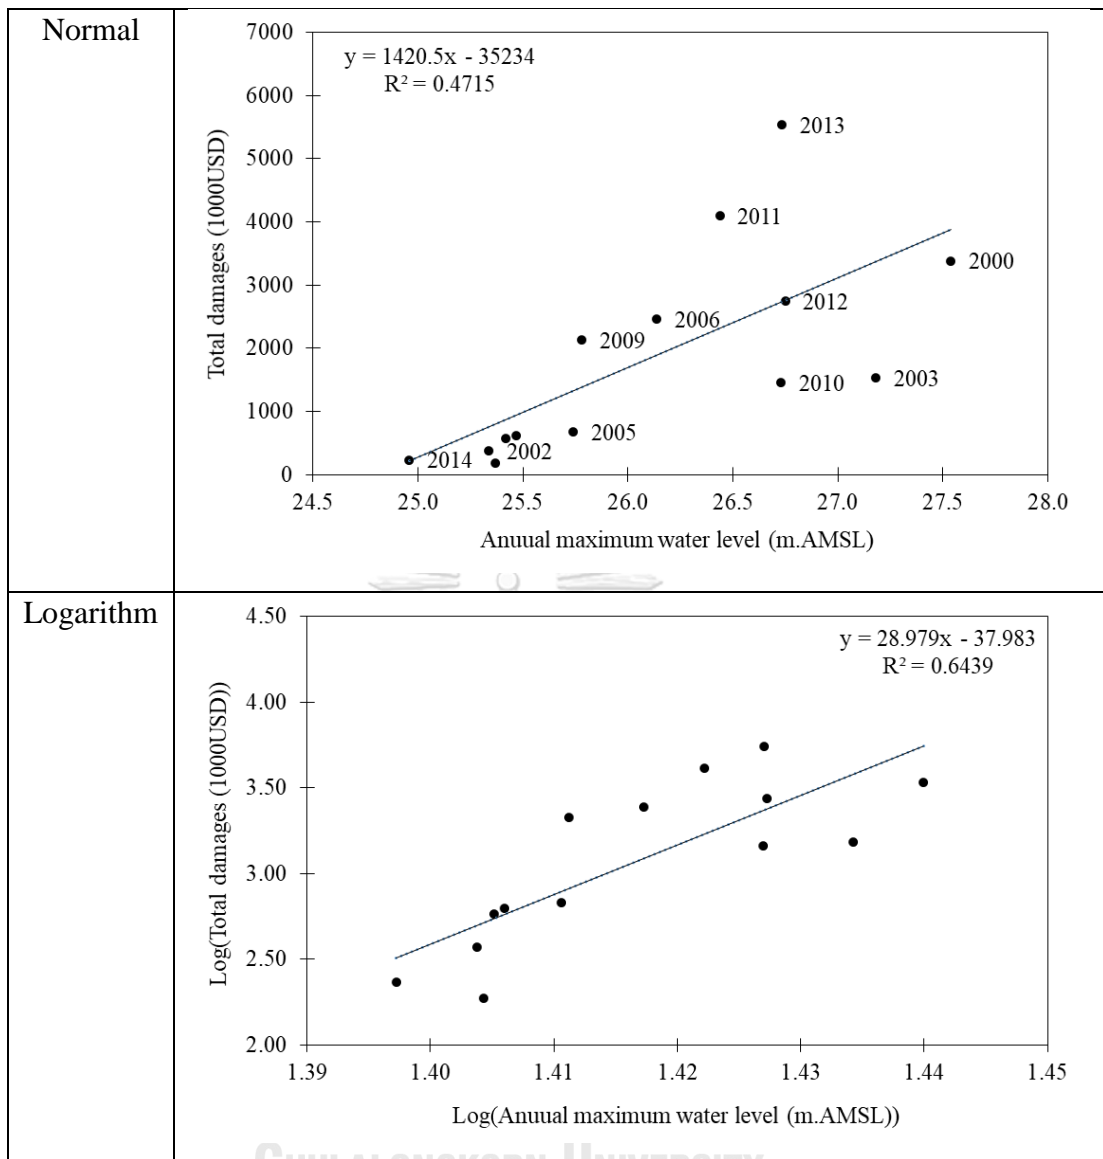 Normal
y = 1420.5x - 35234
R² = 0.4715
Total damages (1000USD)
7000
6000
5000
4000
3000
2000
1000
0
2013
2011
2000
2012
2006
2009
2010
2003
2005
2002
2014
24.5 25.0 25.5 26.0 26.5 27.0 27.5 28.0
Anuual maximum water level (m.AMSL)
Logarithm
y = 28.979x - 37.983
R² = 0.6439
Log(Total damages (1000USD))
4.50
4.00
3.50
3.00
2.50
2.00
1.39 1.40 1.41 1.42 1.43 1.44 1.45
Log(Anuual maximum water level (m.AMSL))